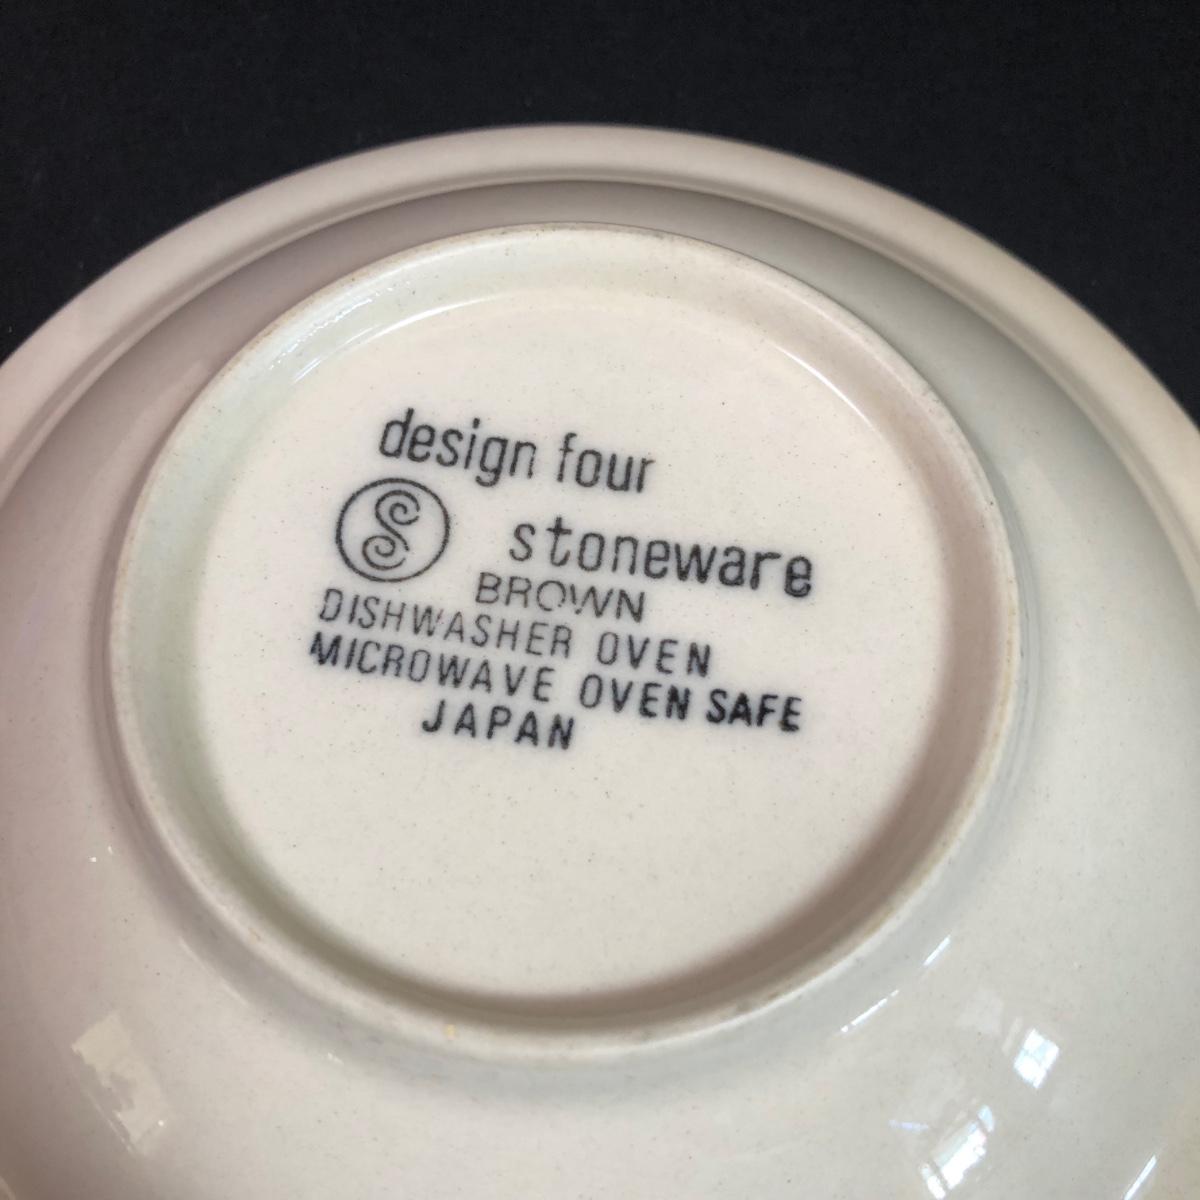 design four
S stoneware
BROWN
DISHWASHER OVEN
MICROWAVE OVEN SAFE
JAPAN